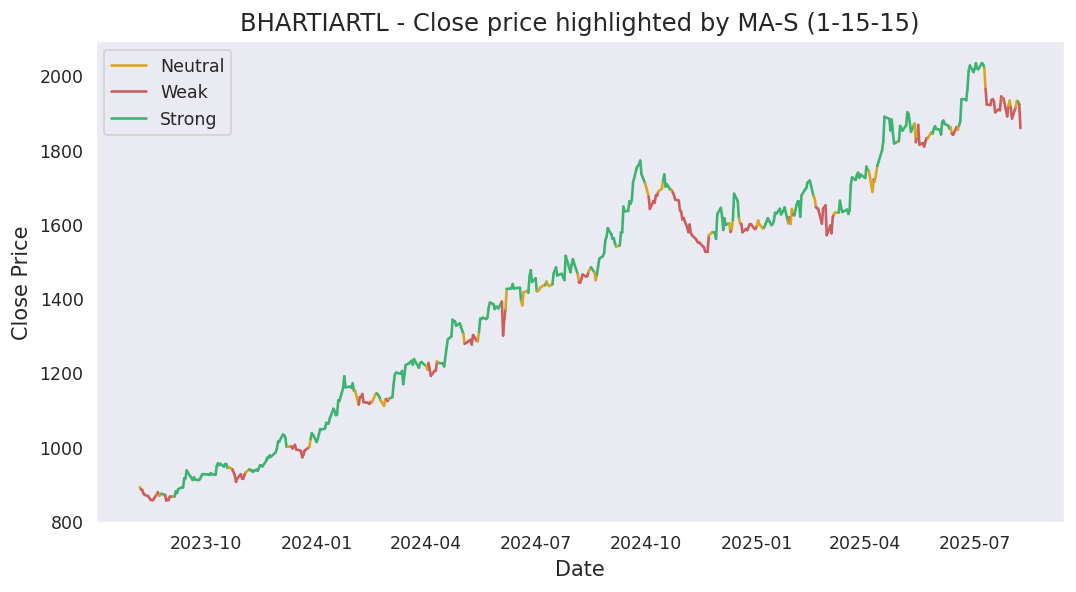 BHARTIARTL - Close price highlighted by MA-S (1-15-15)
Neutral
Weak
Strong
Close Price
2000
1800
1600
1400
1200
1000
800
2023-10 2024-01 2024-04 2024-07 2024-10 2025-01 2025-04 2025-07
Date